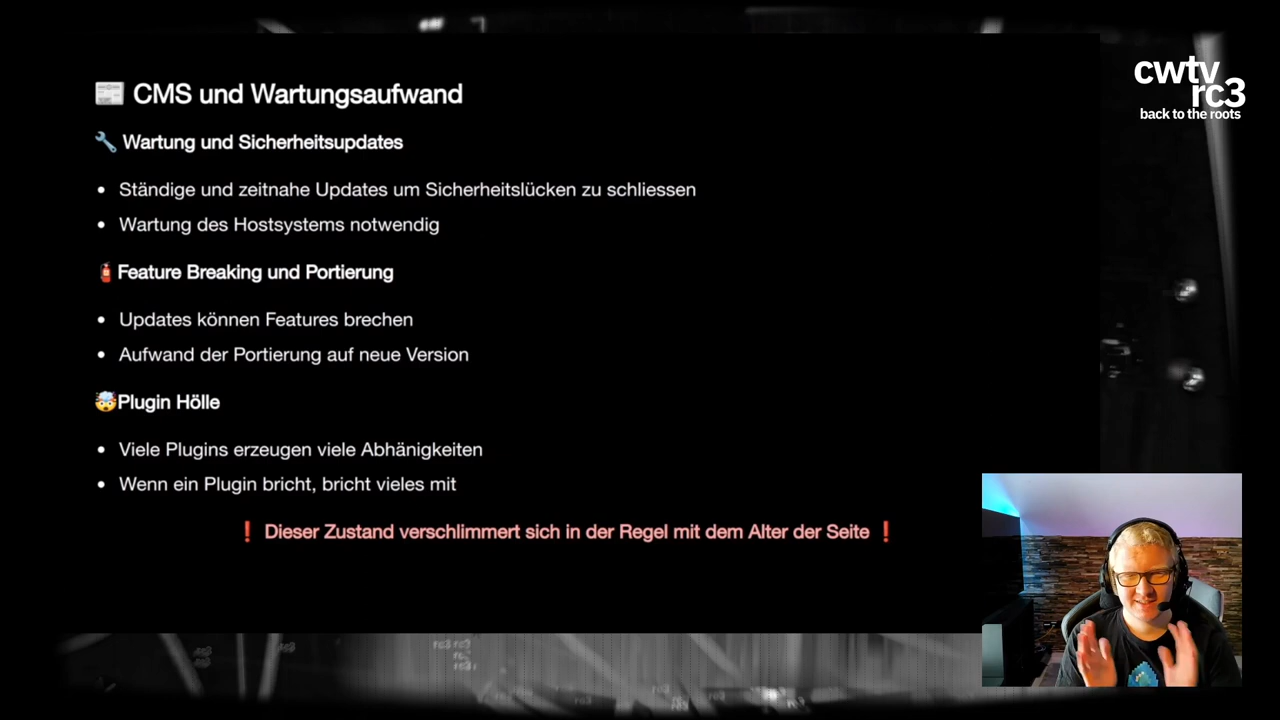 cwtv
rc3
back to the roots
📰 CMS und Wartungsaufwand
🔧 Wartung und Sicherheitsupdates
• Ständige und zeitnahe Updates um Sicherheitslücken zu schliessen
• Wartung des Hostsystems notwendig
🧯 Feature Breaking und Portierung
• Updates können Features brechen
• Aufwand der Portierung auf neue Version
🤯Plugin Hölle
• Viele Plugins erzeugen viele Abhänigkeiten
• Wenn ein Plugin bricht, bricht vieles mit
❗ Dieser Zustand verschlimmert sich in der Regel mit dem Alter der Seite ❗
rc3 rc3